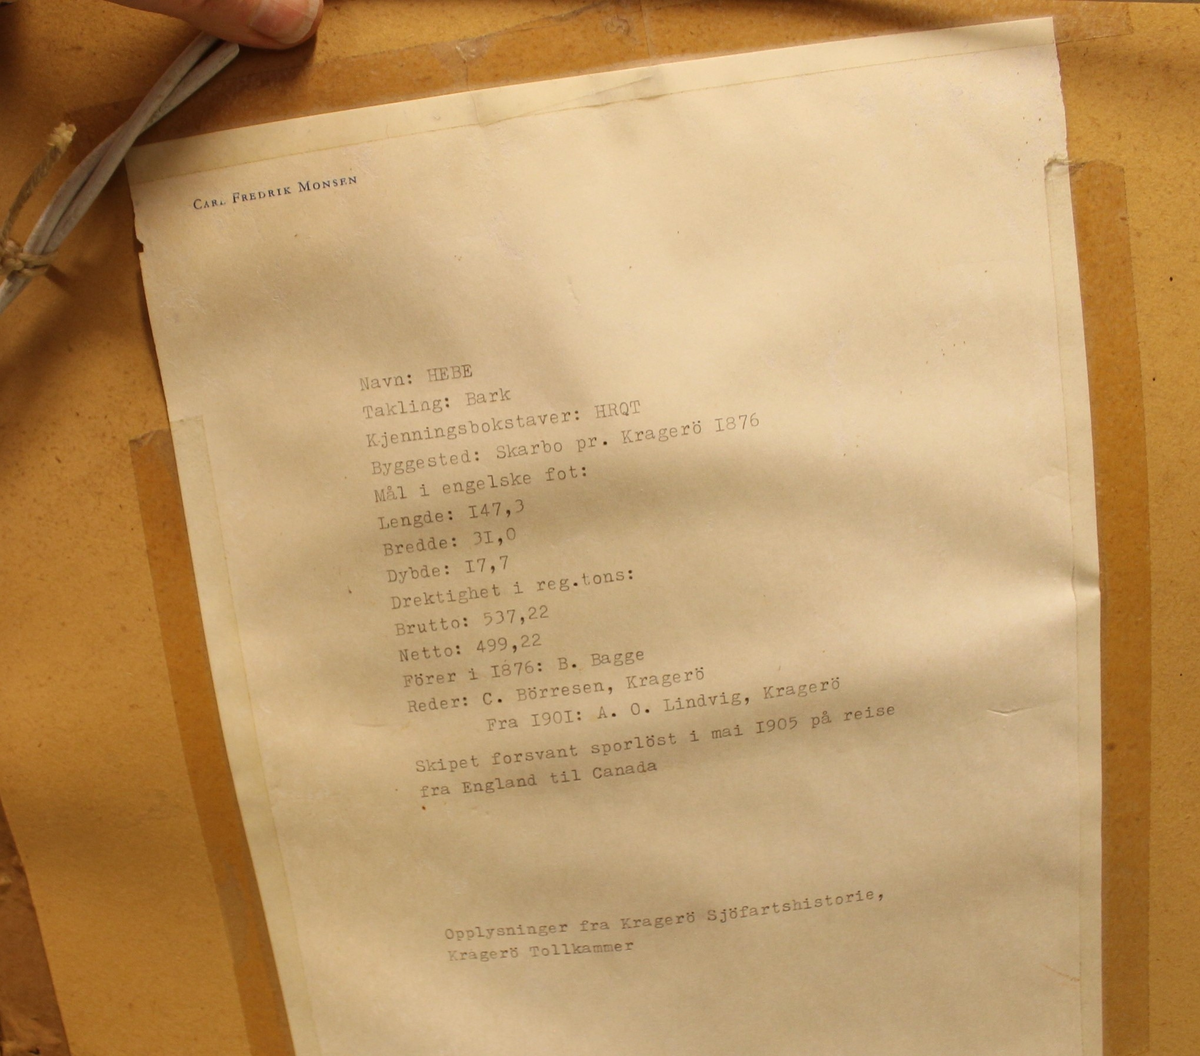 CARL FREDRIK MONSEN
Navn: HEBE
Takling: Bark
Kjenningsbokstaver: HRQT
Byggested: Skarbo pr. Kragerö I876
Mål i engelske fot:
Lengde: I47,3
Bredde: 3I,0
Dybde: I7,7
Drektighet i reg.tons:
Brutto: 537,22
Netto: 499,22
Förer i I876: B. Bagge
Reder: C. Börresen, Kragerö
Fra I90I: A. O. Lindvig, Kragerö
Skipet forsvant sporlöst i mai I905 på reise
fra England til Canada
Opplysninger fra Kragerö Sjöfartshistorie,
Kragerö Tollkammer